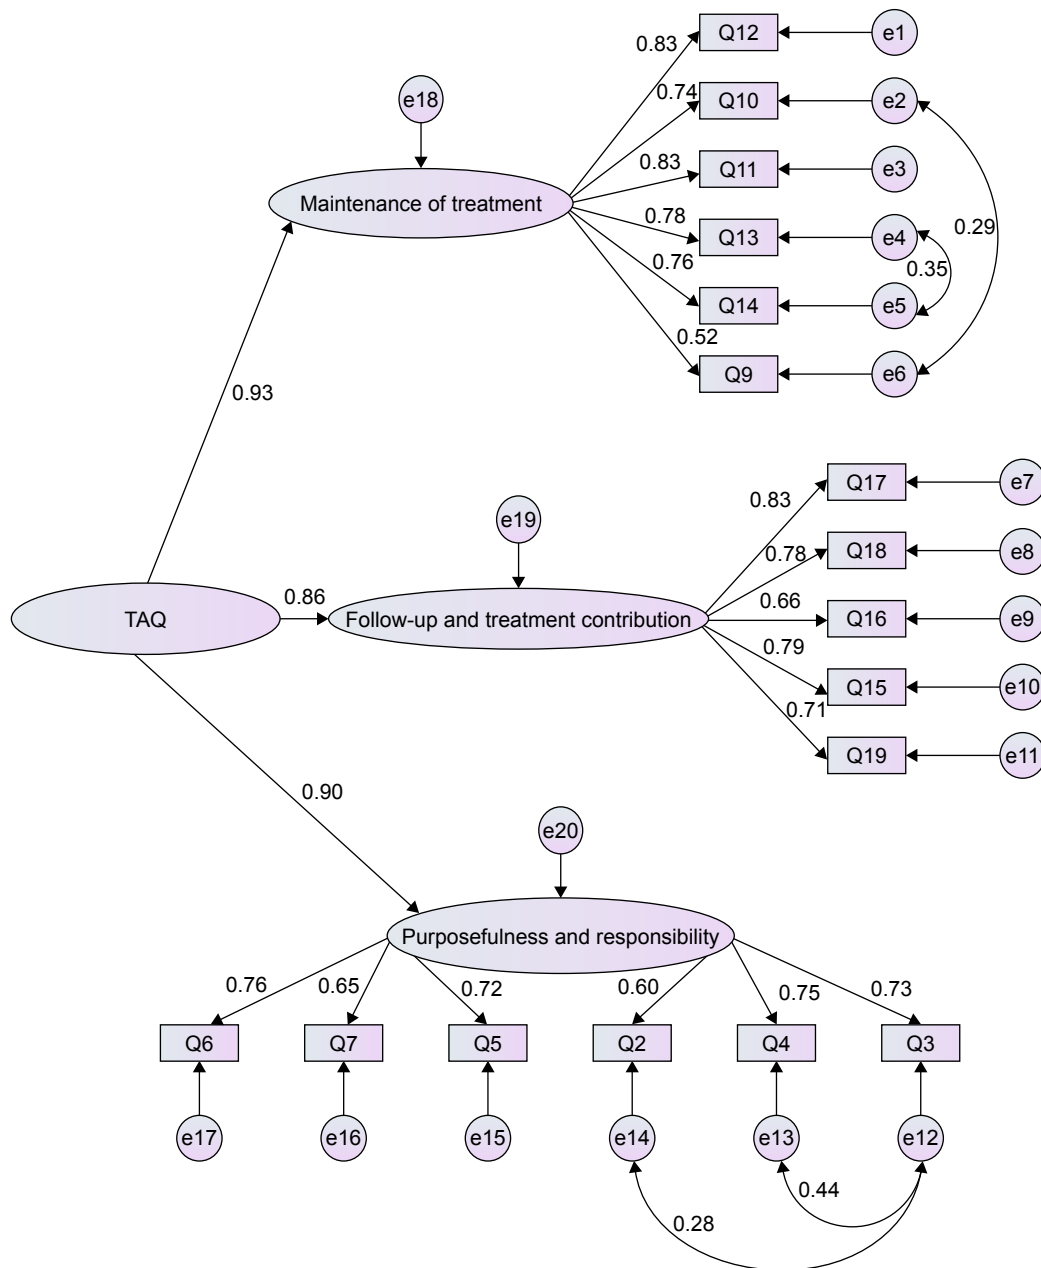 Q12
e1
0.83
e18
0.74
Q10
e2
0.83
Q11
e3
Maintenance of treatment
0.78
Q13
e4
0.29
0.35
0.76
Q14
e5
0.52
Q9
e6
0.93
Q17
e7
0.83
e19
0.78
Q18
e8
0.86
0.66
TAQ
Follow-up and treatment contribution
Q16
e9
0.79
Q15
e10
0.71
Q19
e11
0.90
e20
Purposefulness and responsibility
0.76
0.65
0.72
0.60
0.75
0.73
Q6
Q7
Q5
Q2
Q4
Q3
e17
e16
e15
e14
e13
e12
0.44
0.28